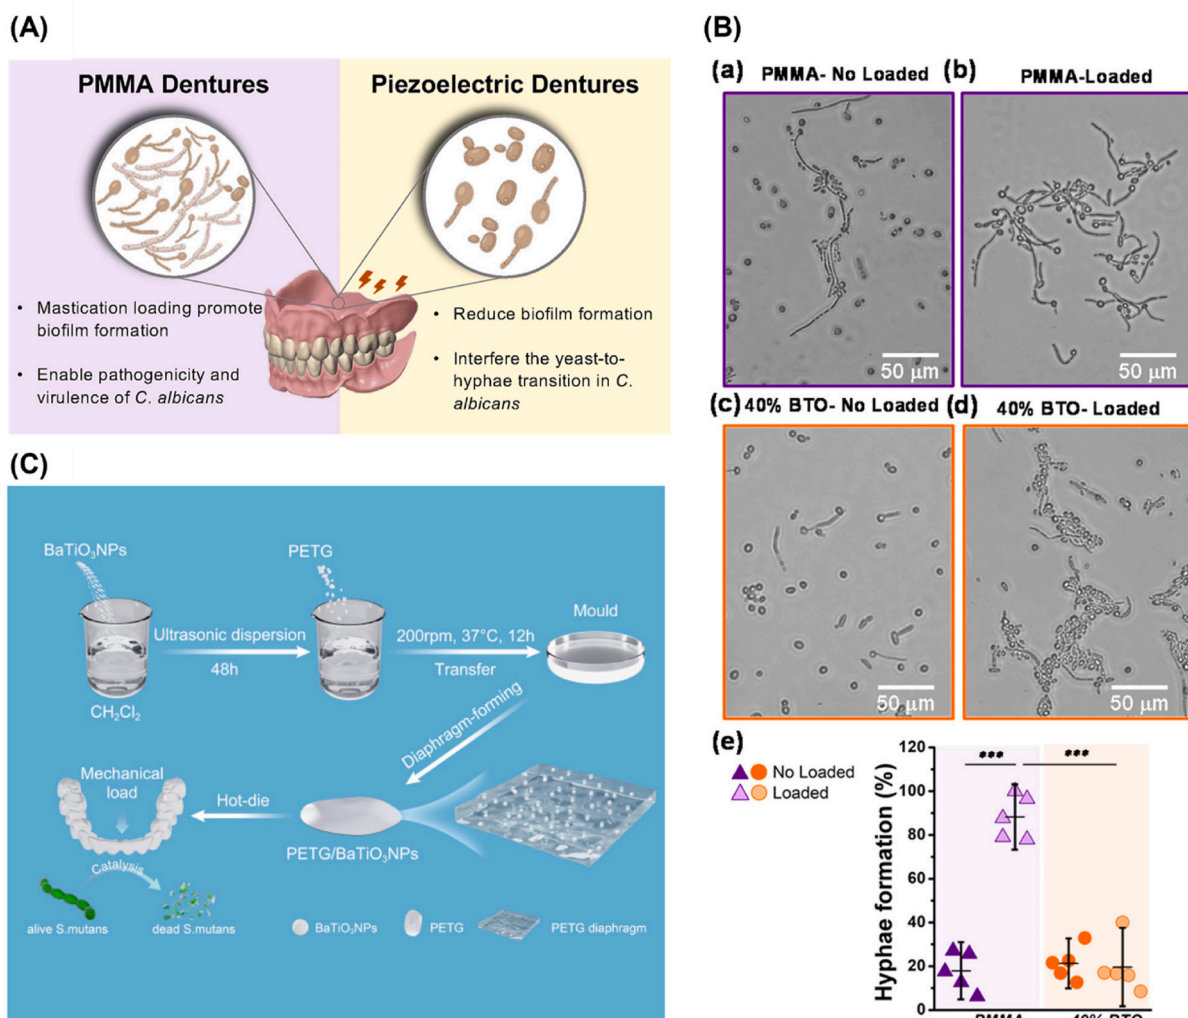 (A)
PMMA Dentures
Piezoelectric Dentures
• Mastication loading promote
biofilm formation
• Enable pathogenicity and
virulence of C. albicans
• Reduce biofilm formation
• Interfere the yeast-to-
hyphae transition in C.
albicans
(B)
(a) PMMA- No Loaded
50 μm
(b) PMMA-Loaded
50 μm
(c) 40% BTO- No Loaded
50 μm
(d) 40% BTO- Loaded
50 μm
(e)
No Loaded
Loaded
Hyphae formation (%)
120
100
80
60
40
20
0
***
***
PMMA
40% BTO
(C)
BaTiO₃NPs
CH₂Cl₂
Ultrasonic dispersion
48h
PETG
200rpm, 37°C, 12h
Transfer
Mould
Diaphragm-forming
PETG/BaTiO₃NPs
Hot-die
Mechanical
load
Catalysis
alive S.mutans
dead S.mutans
BaTiO₃NPs
PETG
PETG diaphragm